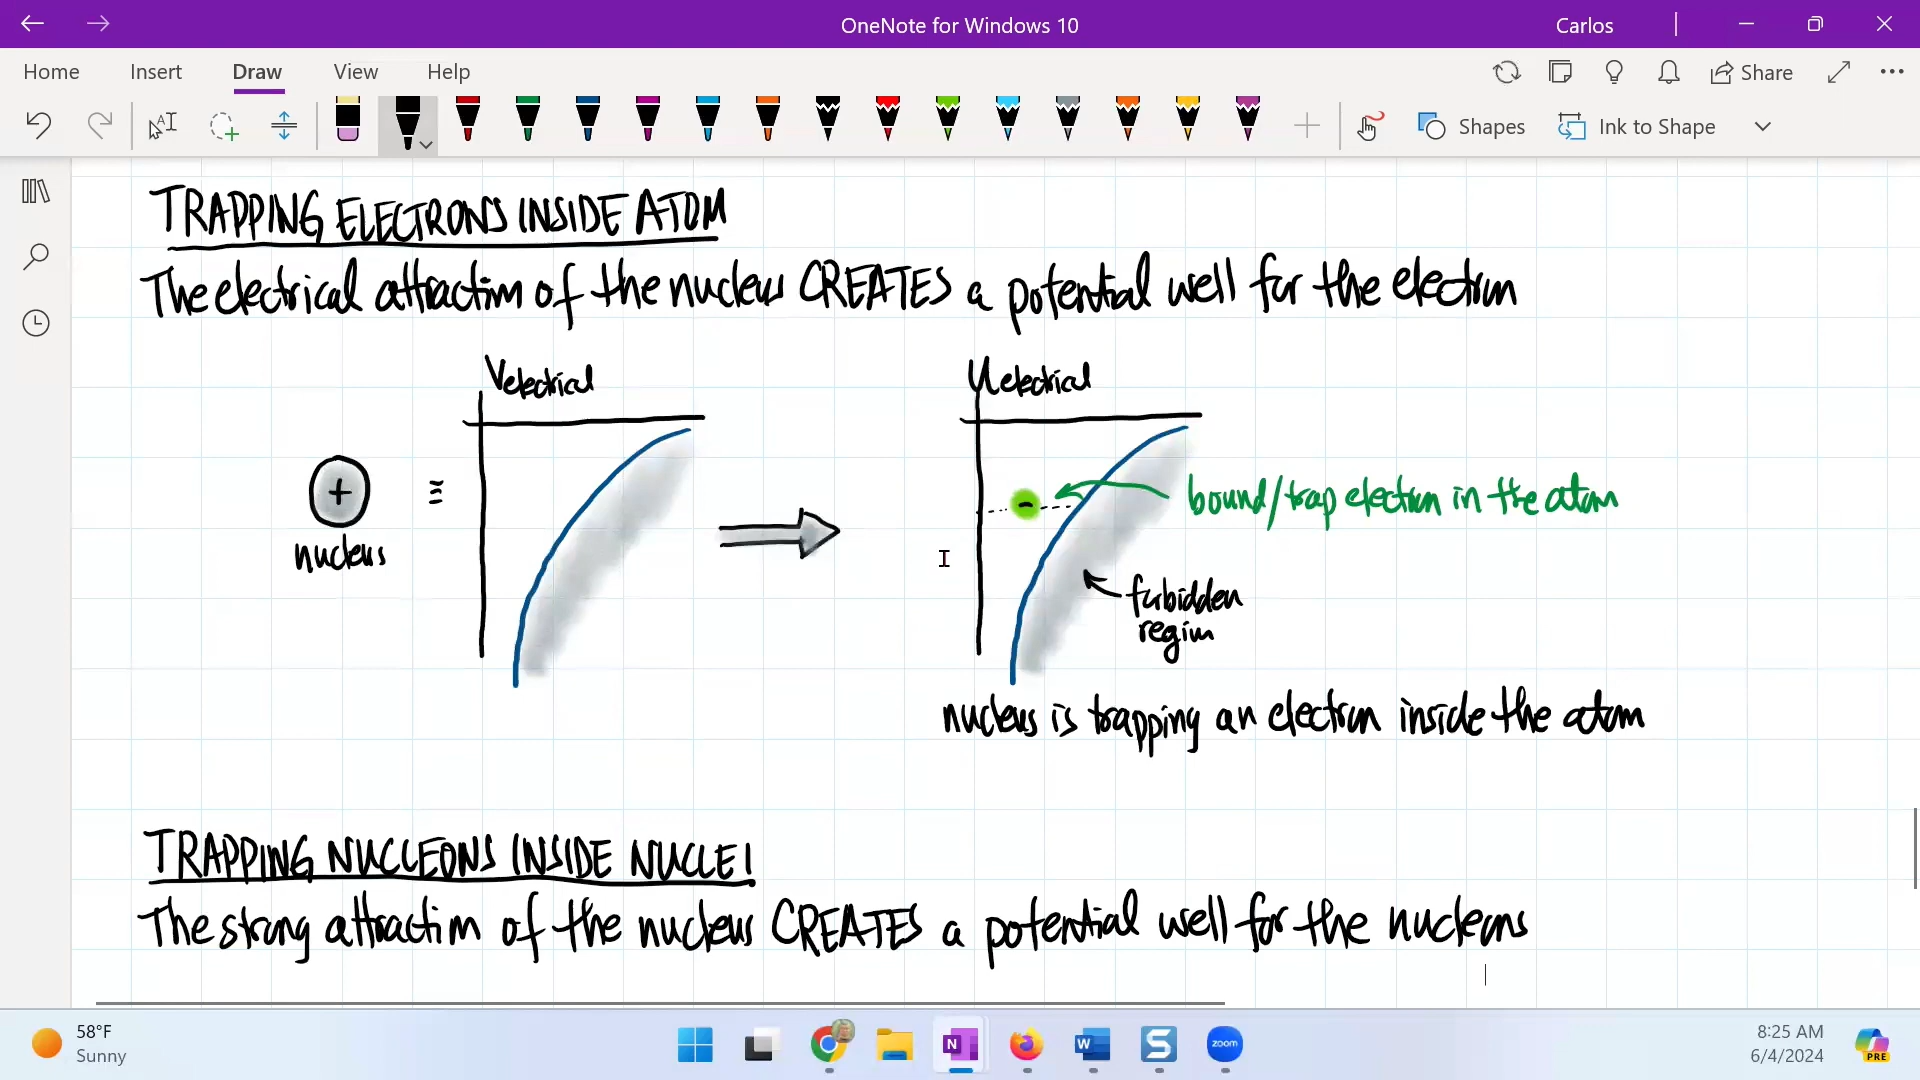 OneNote for Windows 10
Carlos
Home Insert Draw View Help
Share
Shapes
Ink to Shape
TRAPPING ELECTRONS INSIDE ATOM
The electrical attraction of the nucleus CREATES a potential well for the electron
Velectrical
Uelectrical
+
≡
nucleus
-
bound/trap electron in the atom
forbidden
region
nucleus is trapping an electron inside the atom
TRAPPING NUCLEONS INSIDE NUCLEI
The strong attraction of the nucleus CREATES a potential well for the nucleons
58°F
Sunny
N
W
S
zoom
8:25 AM
6/4/2024
PRE